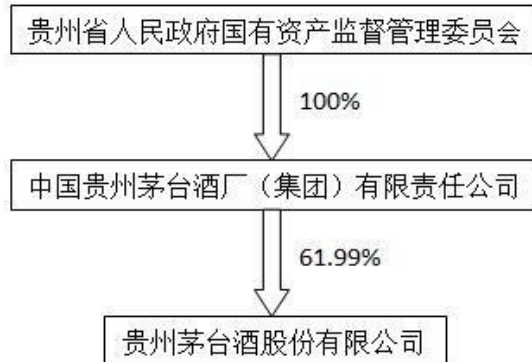 贵州省人民政府国有资产监督管理委员会
100%
中国贵州茅台酒厂（集团）有限责任公司
61.99%
贵州茅台酒股份有限公司